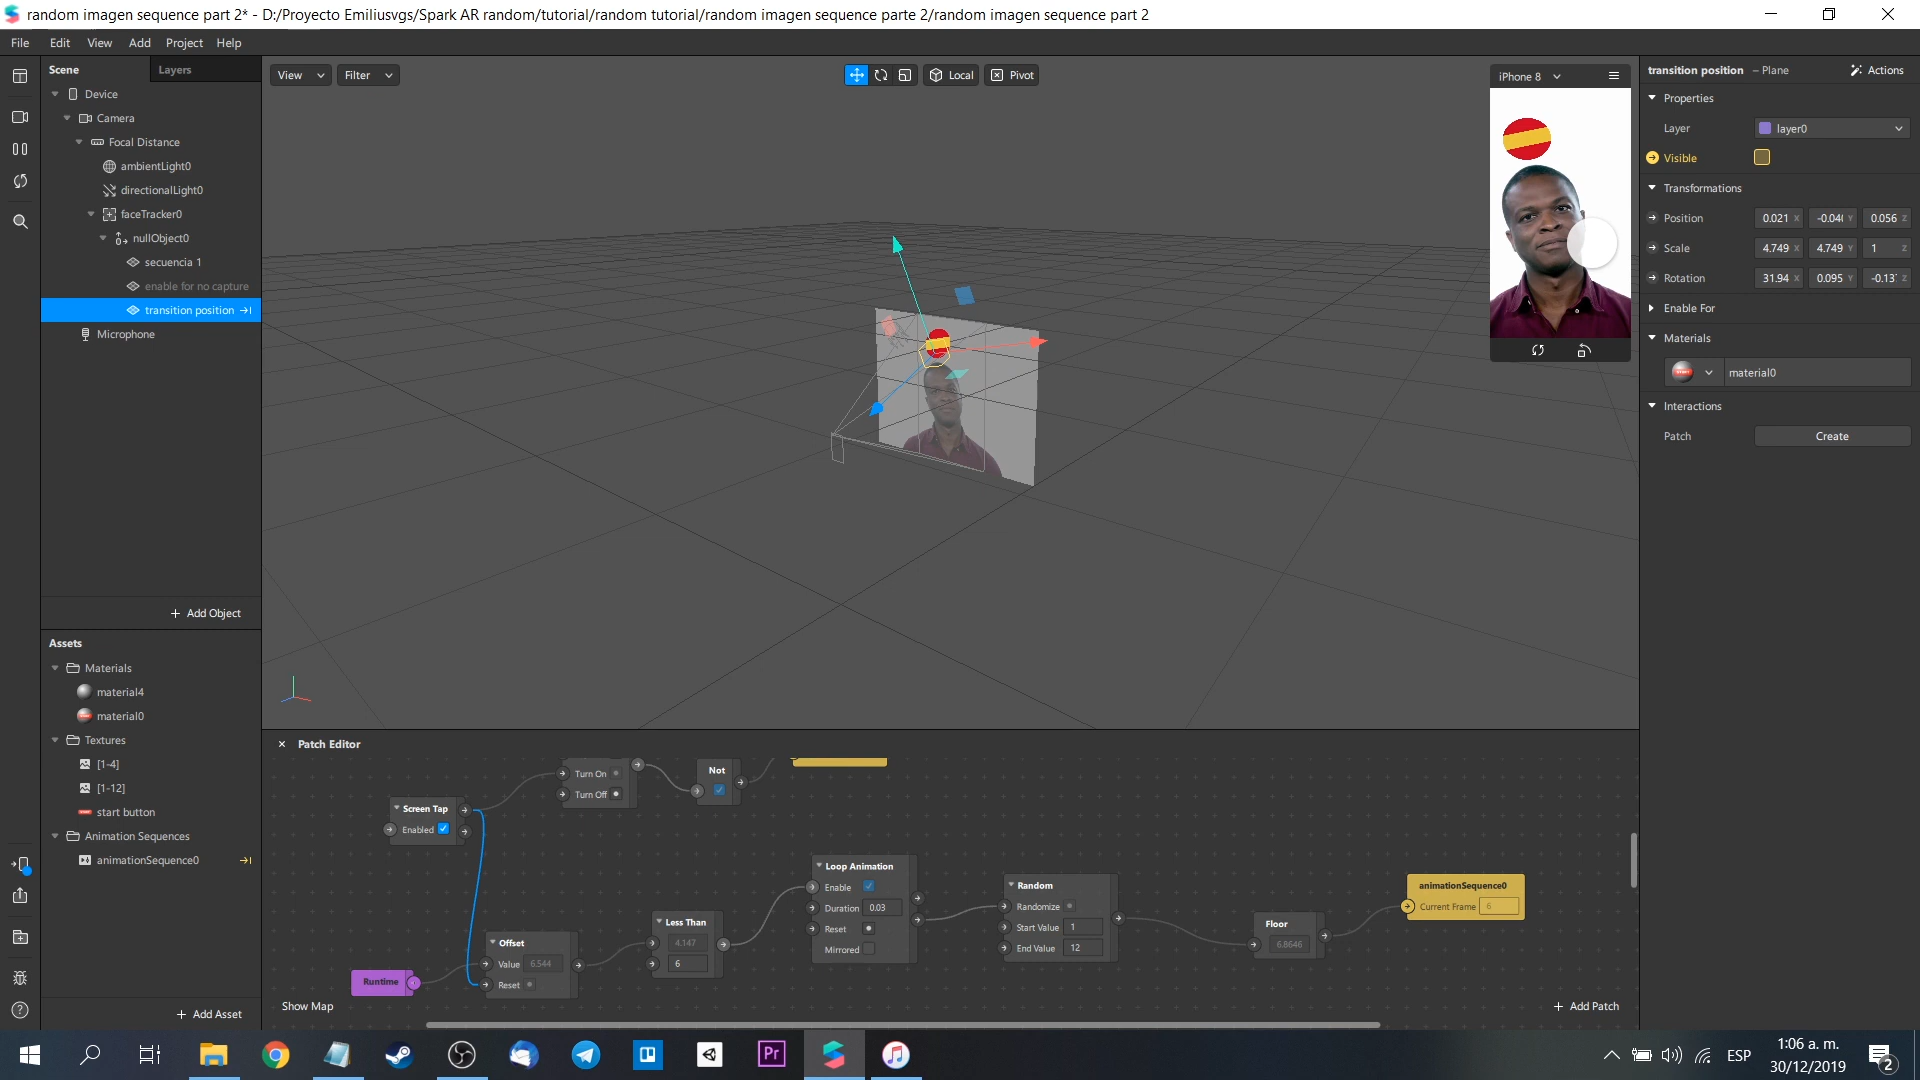 random imagen sequence part 2* - D:/Proyecto Emiliusvgs/Spark AR random/tutorial/random tutorial/random imagen sequence parte 2/random imagen sequence part 2
File Edit View Add Project Help
Scene Layers
Device
Camera
Focal Distance
ambientLight0
directionalLight0
faceTracker0
nullObject0
secuencia 1
enable for no capture
transition position
Microphone
+ Add Object
Assets
Materials
material4
material0
Textures
[1-4]
[1-12]
start button
Animation Sequences
animationSequence0
+ Add Asset
View Filter
Local Pivot
iPhone 8
transition position – Plane Actions
Properties
Layer layer0
Visible
Transformations
Position 0.021 X -0.04 Y 0.056 Z
Scale 4.749 X 4.749 Y 1 Z
Rotation 31.94 X 0.095 Y -0.13 Z
Enable For
Materials
material0
Interactions
Patch Create
Patch Editor
Turn On
Turn Off
Not
Screen Tap
Enabled
Runtime
Offset
Value 6.544
Reset
Less Than
4.147
6
Loop Animation
Enable
Duration 0.03
Reset
Mirrored
Random
Randomize
Start Value 1
End Value 12
Floor
6.8646
animationSequence0
Current Frame 6
Show Map
+ Add Patch
Pr
ESP
1:06 a. m.
30/12/2019
2